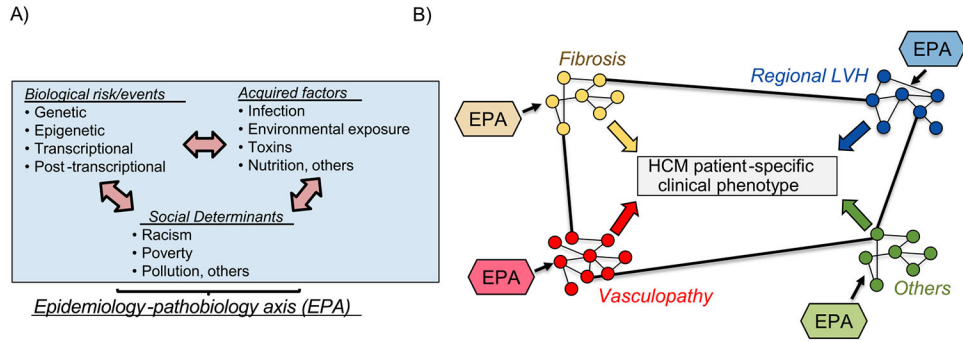 A)
Biological risk/events
• Genetic
• Epigenetic
• Transcriptional
• Post-transcriptional
Acquired factors
• Infection
• Environmental exposure
• Toxins
• Nutrition, others
Social Determinants
• Racism
• Poverty
• Pollution, others
Epidemiology-pathobiology axis (EPA)
B)
Fibrosis
EPA
Regional LVH
EPA
HCM patient-specific
clinical phenotype
EPA
Vasculopathy
Others
EPA